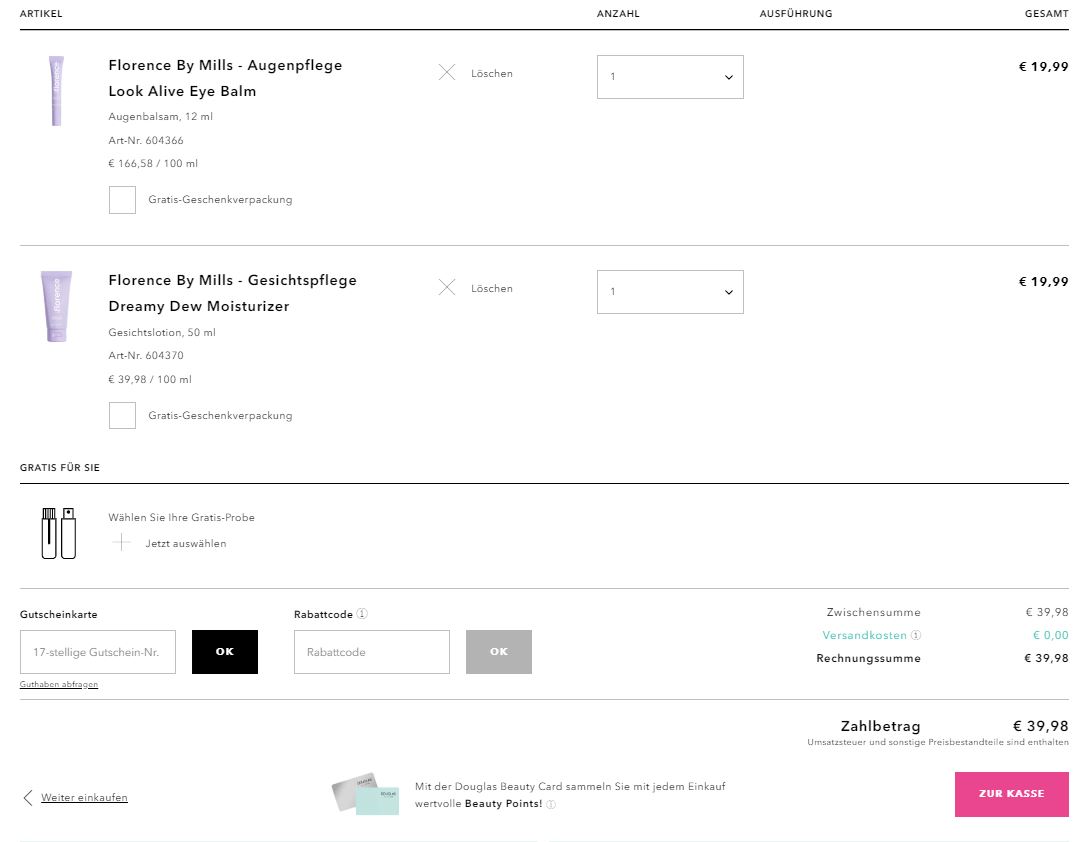 ARTIKEL ANZAHL AUSFÜHRUNG GESAMT
Florence By Mills - Augenpflege Löschen 1 € 19,99
Look Alive Eye Balm
Augenbalsam, 12 ml
Art-Nr. 604366
€ 166,58 / 100 ml
Gratis-Geschenkverpackung
florence
Florence By Mills - Gesichtspflege Löschen 1 € 19,99
Dreamy Dew Moisturizer
Gesichtslotion, 50 ml
Art-Nr. 604370
€ 39,98 / 100 ml
Gratis-Geschenkverpackung
florence
GRATIS FÜR SIE
Wählen Sie Ihre Gratis-Probe
Jetzt auswählen
Gutscheinkarte Rabattcode Zwischensumme € 39,98
17-stellige Gutschein-Nr. OK Rabattcode OK Versandkosten € 0,00
Rechnungssumme € 39,98
Guthaben abfragen
Zahlbetrag € 39,98
Umsatzsteuer und sonstige Preisbestandteile sind enthalten
Weiter einkaufen DOUGLAS DOUGLAS Mit der Douglas Beauty Card sammeln Sie mit jedem Einkauf
wertvolle Beauty Points! ZUR KASSE